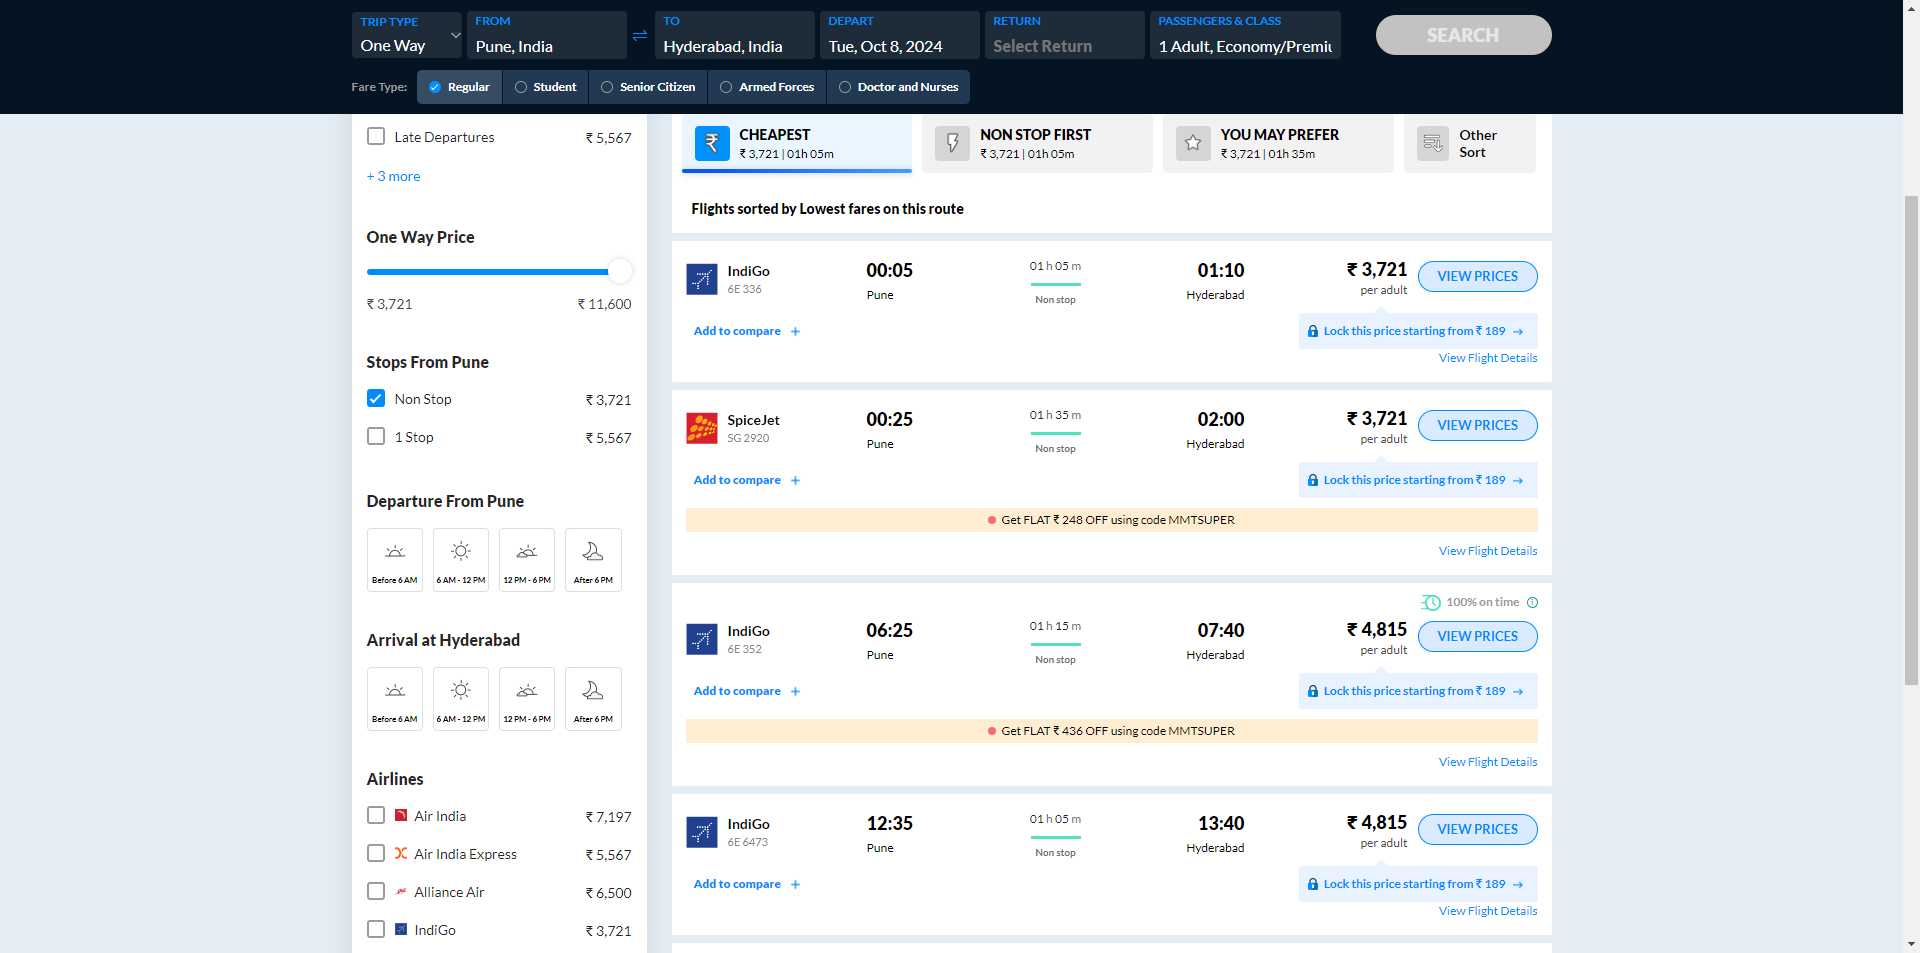 TRIP TYPE
One Way
FROM
Pune, India
TO
Hyderabad, India
DEPART
Tue, Oct 8, 2024
RETURN
Select Return
PASSENGERS & CLASS
1 Adult, Economy/Premiu
SEARCH
Fare Type: Regular Student Senior Citizen Armed Forces Doctor and Nurses
Late Departures ₹ 5,567
+ 3 more
One Way Price
₹ 3,721 ₹ 11,600
Stops From Pune
Non Stop ₹ 3,721
1 Stop ₹ 5,567
Departure From Pune
Before 6 AM 6 AM - 12 PM 12 PM - 6 PM After 6 PM
Arrival at Hyderabad
Before 6 AM 6 AM - 12 PM 12 PM - 6 PM After 6 PM
Airlines
Air India ₹ 7,197
Air India Express ₹ 5,567
Alliance Air ₹ 6,500
IndiGo ₹ 3,721
CHEAPEST
₹ 3,721 | 01h 05m
NON STOP FIRST
₹ 3,721 | 01h 05m
YOU MAY PREFER
₹ 3,721 | 01h 35m
Other
Sort
Flights sorted by Lowest fares on this route
IndiGo
6E 336
00:05
Pune
01 h 05 m
Non stop
01:10
Hyderabad
₹ 3,721
per adult
VIEW PRICES
Add to compare +
Lock this price starting from ₹ 189 →
View Flight Details
SpiceJet
SG 2920
00:25
Pune
01 h 35 m
Non stop
02:00
Hyderabad
₹ 3,721
per adult
VIEW PRICES
Add to compare +
Lock this price starting from ₹ 189 →
Get FLAT ₹ 248 OFF using code MMTSUPER
View Flight Details
100% on time
IndiGo
6E 352
06:25
Pune
01 h 15 m
Non stop
07:40
Hyderabad
₹ 4,815
per adult
VIEW PRICES
Add to compare +
Lock this price starting from ₹ 189 →
Get FLAT ₹ 436 OFF using code MMTSUPER
View Flight Details
IndiGo
6E 6473
12:35
Pune
01 h 05 m
Non stop
13:40
Hyderabad
₹ 4,815
per adult
VIEW PRICES
Add to compare +
Lock this price starting from ₹ 189 →
View Flight Details